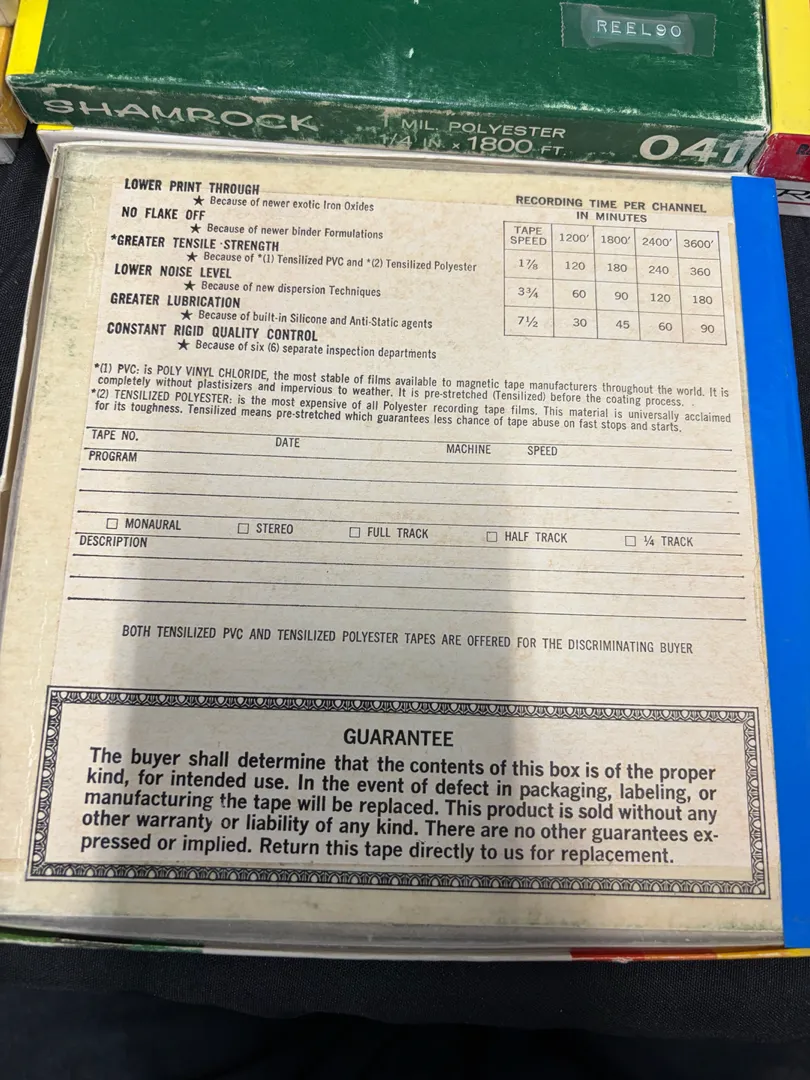 REEL90
SHAMROCK
1 MIL. POLYESTER
1/4 IN. x 1800 FT.
041
LOWER PRINT THROUGH
★ Because of newer exotic Iron Oxides
NO FLAKE OFF
★ Because of newer binder Formulations
*GREATER TENSILE STRENGTH
★ Because of *(1) Tensilized PVC and *(2) Tensilized Polyester
LOWER NOISE LEVEL
★ Because of new dispersion Techniques
GREATER LUBRICATION
★ Because of built-in Silicone and Anti-Static agents
CONSTANT RIGID QUALITY CONTROL
★ Because of six (6) separate inspection departments
RECORDING TIME PER CHANNEL
IN MINUTES
TAPE SPEED 1200' 1800' 2400' 3600'
1⅞ 120 180 240 360
3¾ 60 90 120 180
7½ 30 45 60 90
*(1) PVC: is POLY VINYL CHLORIDE, the most stable of films available to magnetic tape manufacturers throughout the world. It is
completely without plastisizers and impervious to weather. It is pre-stretched (Tensilized) before the coating process.
*(2) TENSILIZED POLYESTER: is the most expensive of all Polyester recording tape films. This material is universally acclaimed
for its toughness. Tensilized means pre-stretched which guarantees less chance of tape abuse on fast stops and starts.
TAPE NO. DATE MACHINE SPEED
PROGRAM
☐ MONAURAL ☐ STEREO ☐ FULL TRACK ☐ HALF TRACK ☐ ¼ TRACK
DESCRIPTION
BOTH TENSILIZED PVC AND TENSILIZED POLYESTER TAPES ARE OFFERED FOR THE DISCRIMINATING BUYER
GUARANTEE
The buyer shall determine that the contents of this box is of the proper
kind, for intended use. In the event of defect in packaging, labeling, or
manufacturing the tape will be replaced. This product is sold without any
other warranty or liability of any kind. There are no other guarantees ex-
pressed or implied. Return this tape directly to us for replacement.